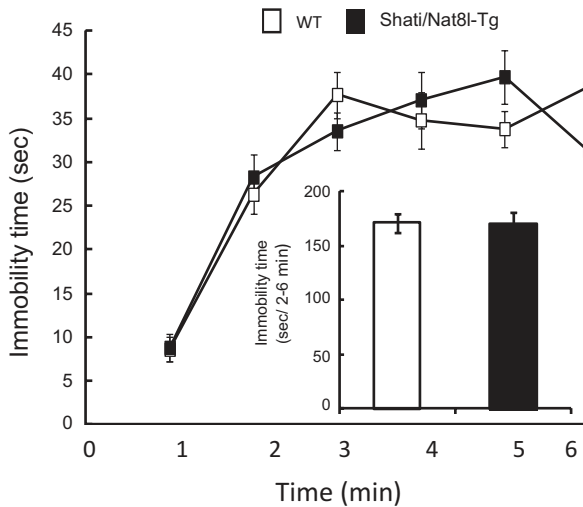 WT Shati/Nat8l-Tg
45
40
35
30
25
20
15
10
5
0
Immobility time (sec)
0 1 2 3 4 5 6
Time (min)
200
150
100
50
0
Immobility time
(sec/ 2-6 min)